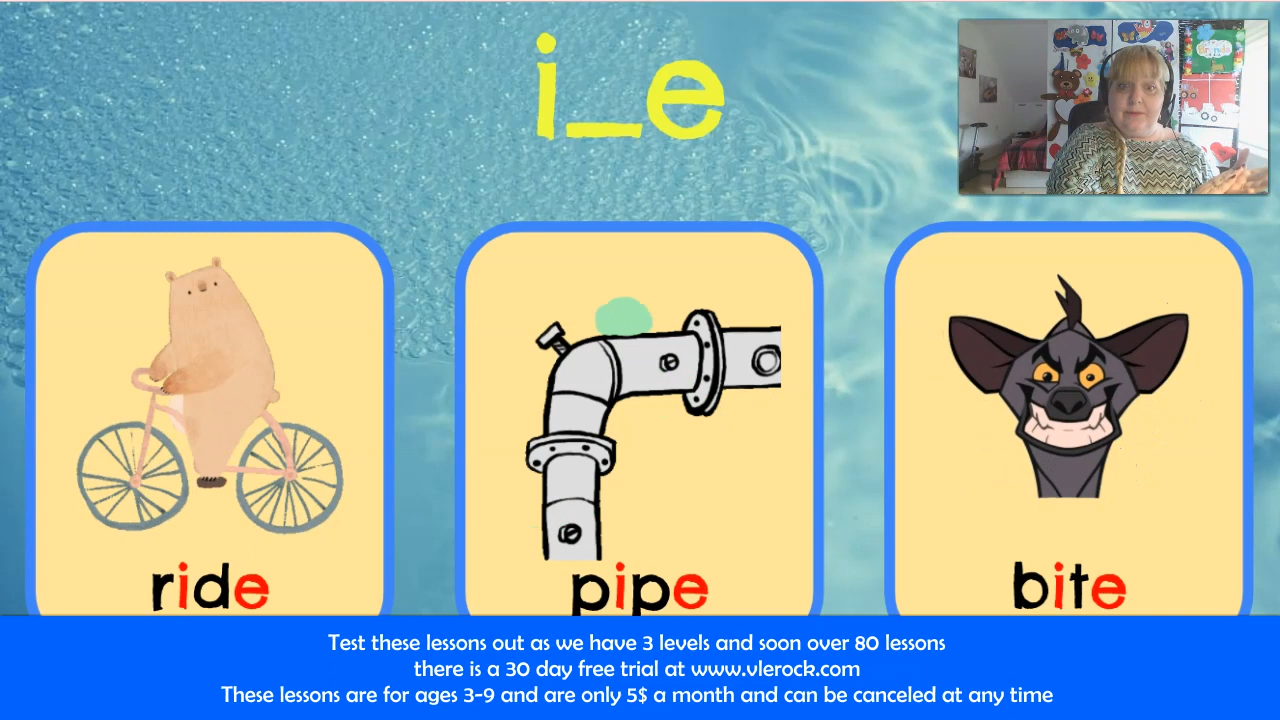 i_e
ride
pipe
bite
Test these lessons out as we have 3 levels and soon over 80 lessons
there is a 30 day free trial at www.vlerock.com
These lessons are for ages 3-9 and are only 5$ a month and can be canceled at any time